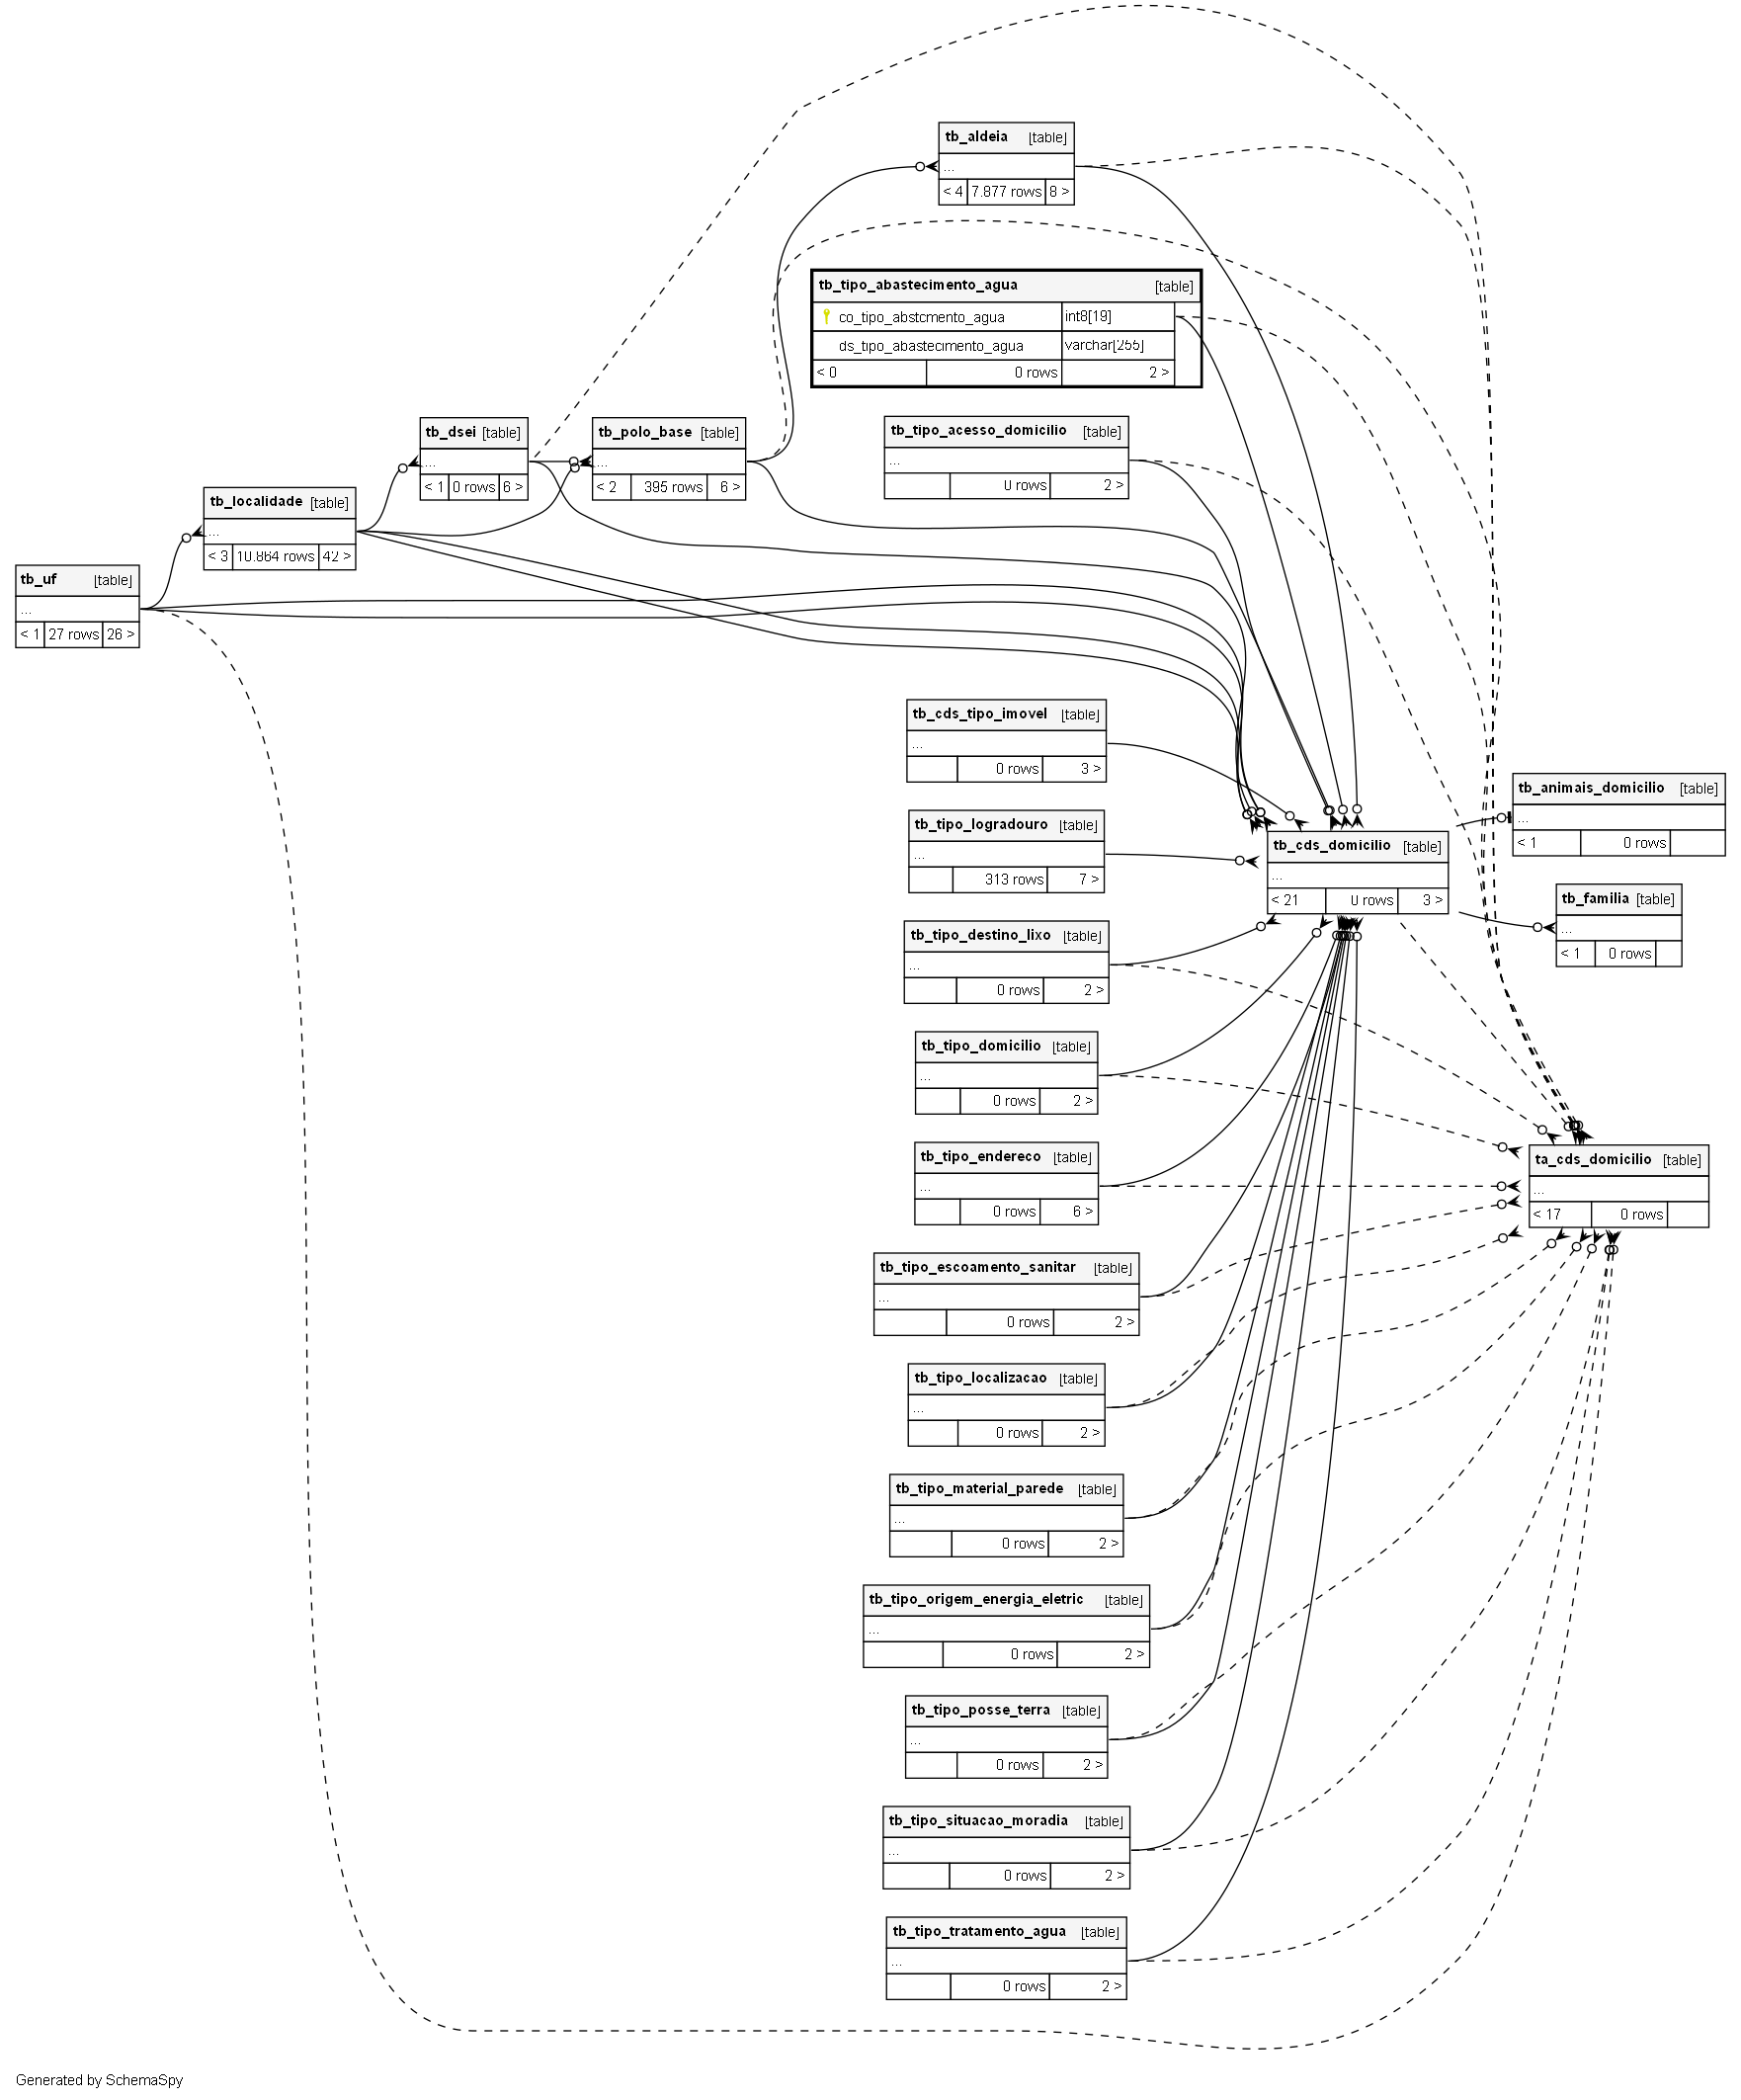 tb_aldeia [table]
...
< 4 7.877 rows 8 >
tb_tipo_abastecimento_agua [table]
co_tipo_abstcmento_agua int8[19]
ds_tipo_abastecimento_agua varchar[255]
< 0 0 rows 2 >
tb_dsei [table]
...
< 1 0 rows 6 >
tb_polo_base [table]
...
< 2 395 rows 6 >
tb_tipo_acesso_domicilio [table]
...
0 rows 2 >
tb_localidade [table]
...
< 3 10.864 rows 42 >
tb_uf [table]
...
< 1 27 rows 26 >
tb_cds_tipo_imovel [table]
...
0 rows 3 >
tb_tipo_logradouro [table]
...
313 rows 7 >
tb_cds_domicilio [table]
...
< 21 0 rows 3 >
tb_animais_domicilio [table]
...
< 1 0 rows
tb_familia [table]
...
< 1 0 rows
tb_tipo_destino_lixo [table]
...
0 rows 2 >
tb_tipo_domicilio [table]
...
0 rows 2 >
tb_tipo_endereco [table]
...
0 rows 6 >
ta_cds_domicilio [table]
...
< 17 0 rows
tb_tipo_escoamento_sanitar [table]
...
0 rows 2 >
tb_tipo_localizacao [table]
...
0 rows 2 >
tb_tipo_material_parede [table]
...
0 rows 2 >
tb_tipo_origem_energia_eletric [table]
...
0 rows 2 >
tb_tipo_posse_terra [table]
...
0 rows 2 >
tb_tipo_situacao_moradia [table]
...
0 rows 2 >
tb_tipo_tratamento_agua [table]
...
0 rows 2 >
Generated by SchemaSpy